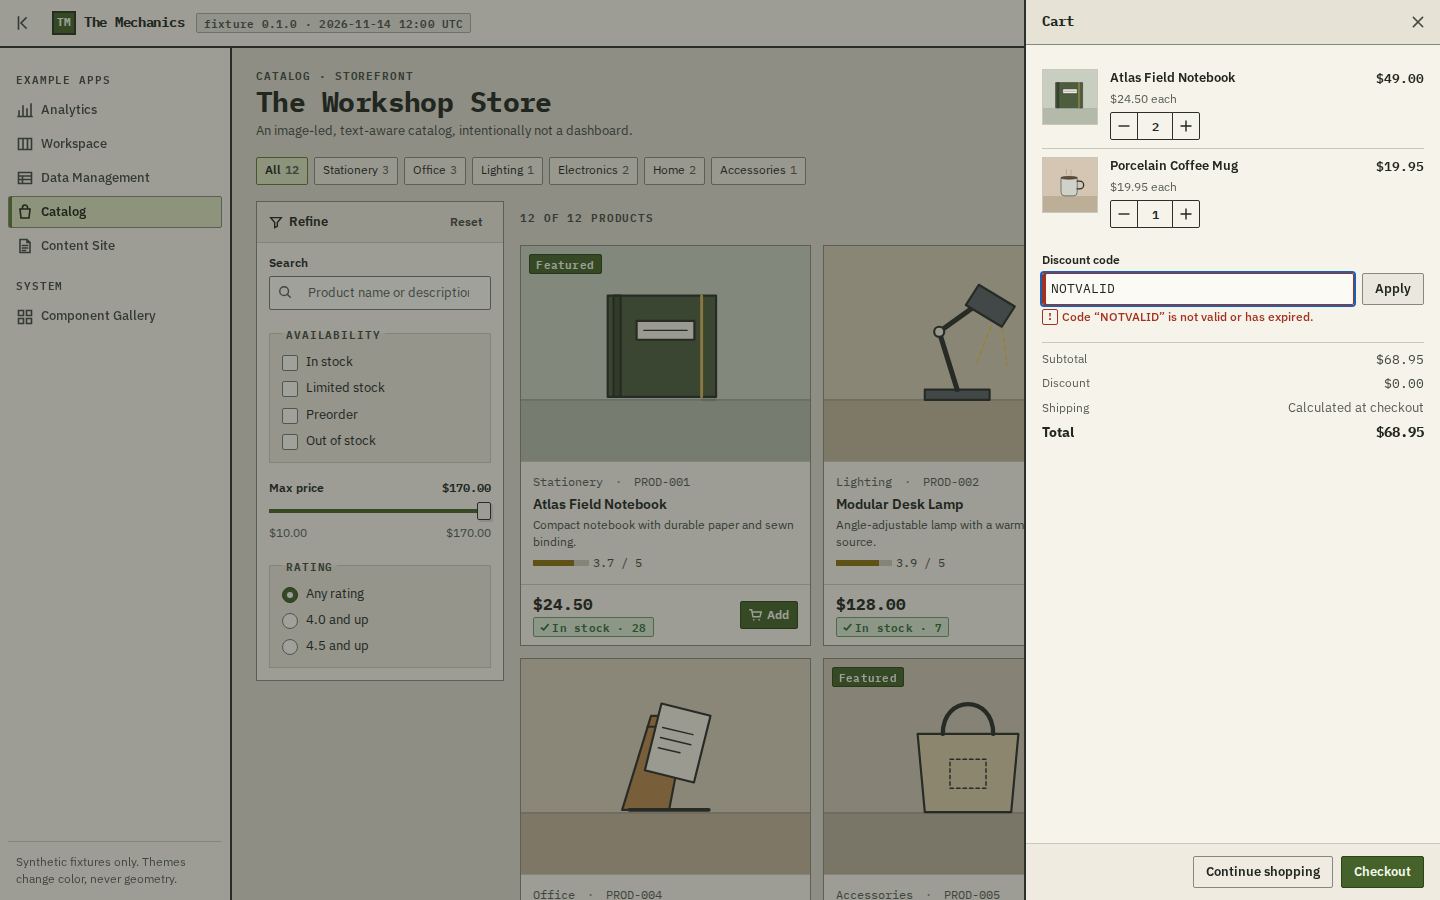 TM The Mechanics fixture 0.1.0 · 2026-11-14 12:00 UTC
EXAMPLE APPS
Analytics
Workspace
Data Management
Catalog
Content Site
SYSTEM
Component Gallery
Synthetic fixtures only. Themes
change color, never geometry.
CATALOG · STOREFRONT
The Workshop Store
An image-led, text-aware catalog, intentionally not a dashboard.
All 12 Stationery 3 Office 3 Lighting 1 Electronics 2 Home 2 Accessories 1
Refine Reset
Search
Product name or description
AVAILABILITY
In stock
Limited stock
Preorder
Out of stock
Max price $170.00
$10.00 $170.00
RATING
Any rating
4.0 and up
4.5 and up
12 OF 12 PRODUCTS
Featured
Stationery · PROD-001
Atlas Field Notebook
Compact notebook with durable paper and sewn
binding.
3.7 / 5
$24.50
In stock · 28
Add
Lighting · PROD-002
Modular Desk Lamp
Angle-adjustable lamp with a warm
source.
3.9 / 5
$128.00
In stock · 7
Office · PROD-004
Featured
Accessories · PROD-005
Cart
Atlas Field Notebook $49.00
$24.50 each
2
Porcelain Coffee Mug $19.95
$19.95 each
1
Discount code
NOTVALID Apply
! Code “NOTVALID” is not valid or has expired.
Subtotal $68.95
Discount $0.00
Shipping Calculated at checkout
Total $68.95
Continue shopping Checkout